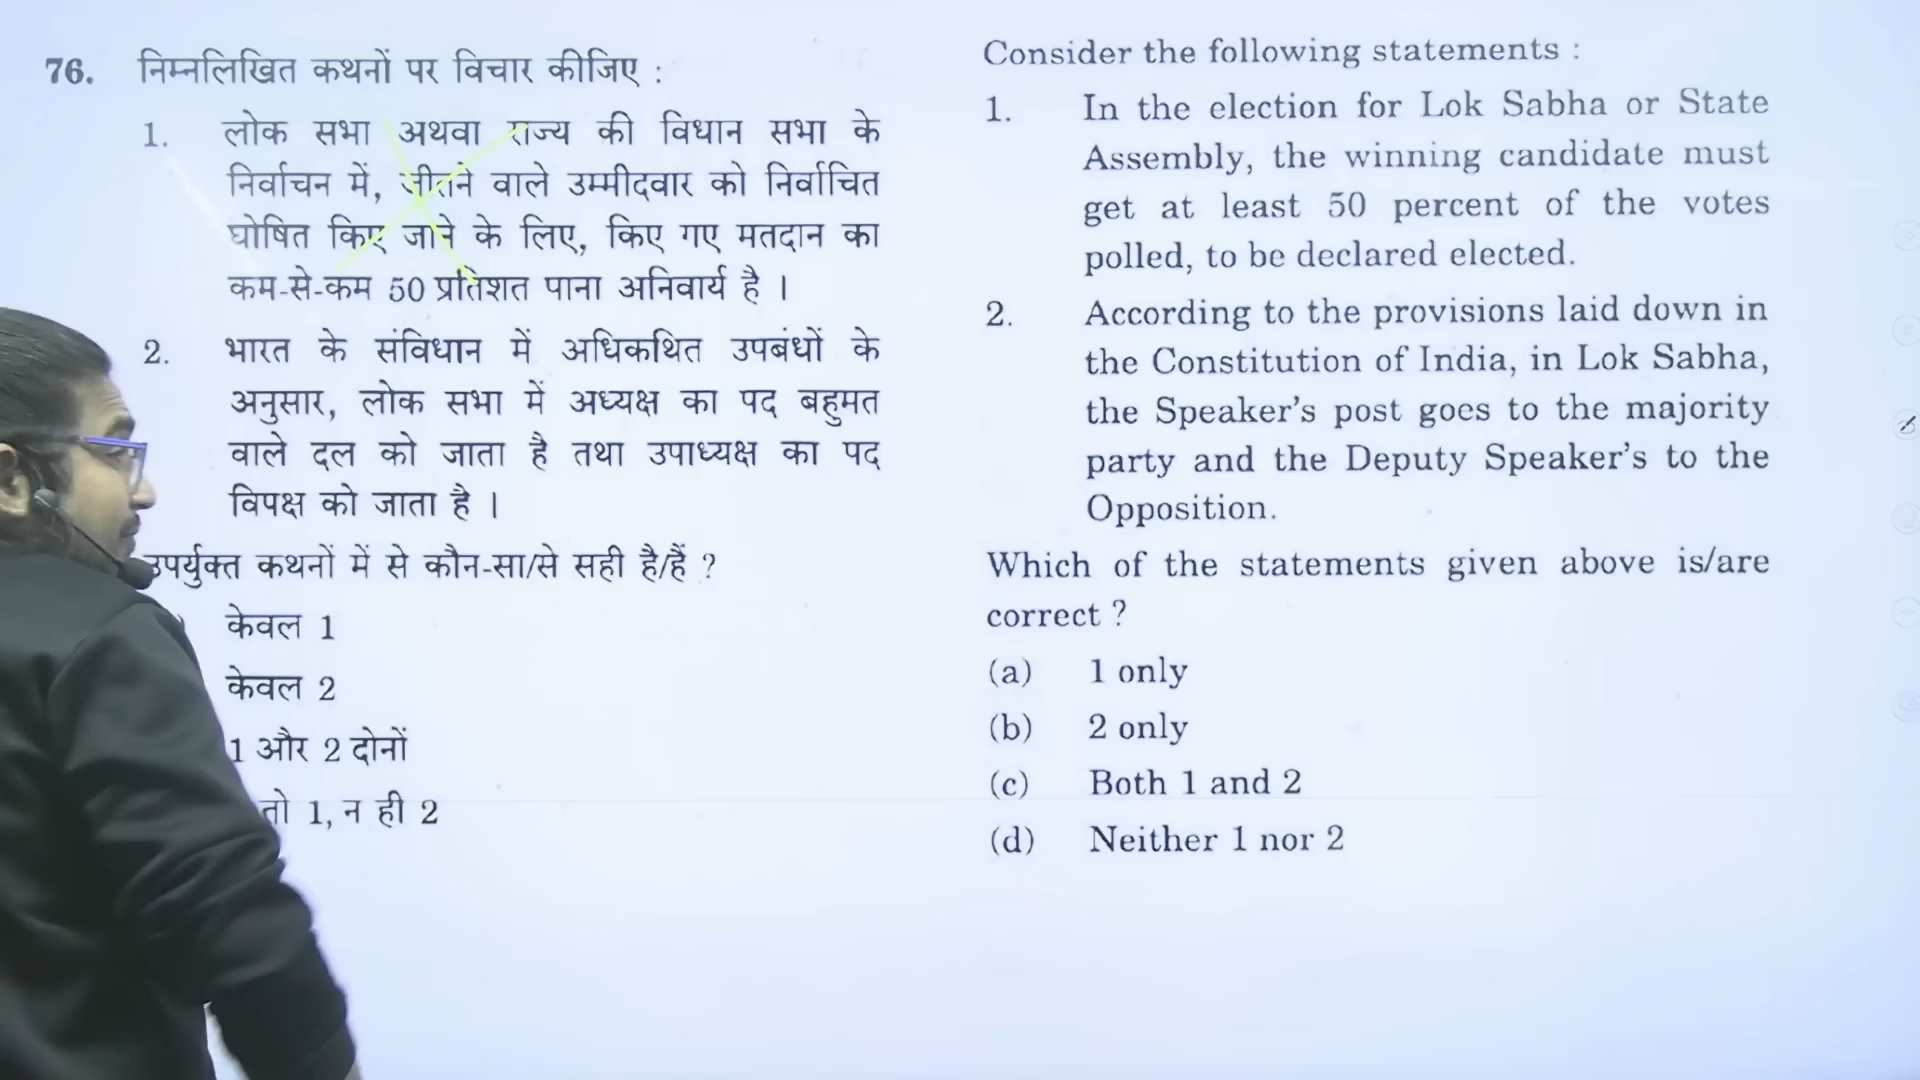 76. निम्नलिखित कथनों पर विचार कीजिए :
1. लोक सभा अथवा राज्य की विधान सभा के
निर्वाचन में, जीतने वाले उम्मीदवार को निर्वाचित
घोषित किए जाने के लिए, किए गए मतदान का
कम-से-कम 50 प्रतिशत पाना अनिवार्य है ।
2. भारत के संविधान में अधिकथित उपबंधों के
अनुसार, लोक सभा में अध्यक्ष का पद बहुमत
वाले दल को जाता है तथा उपाध्यक्ष का पद
विपक्ष को जाता है ।
उपर्युक्त कथनों में से कौन-सा/से सही है/हैं ?
केवल 1
केवल 2
1 और 2 दोनों
तो 1, न ही 2
Consider the following statements :
1. In the election for Lok Sabha or State
Assembly, the winning candidate must
get at least 50 percent of the votes
polled, to be declared elected.
2. According to the provisions laid down in
the Constitution of India, in Lok Sabha,
the Speaker's post goes to the majority
party and the Deputy Speaker's to the
Opposition.
Which of the statements given above is/are
correct ?
(a) 1 only
(b) 2 only
(c) Both 1 and 2
(d) Neither 1 nor 2